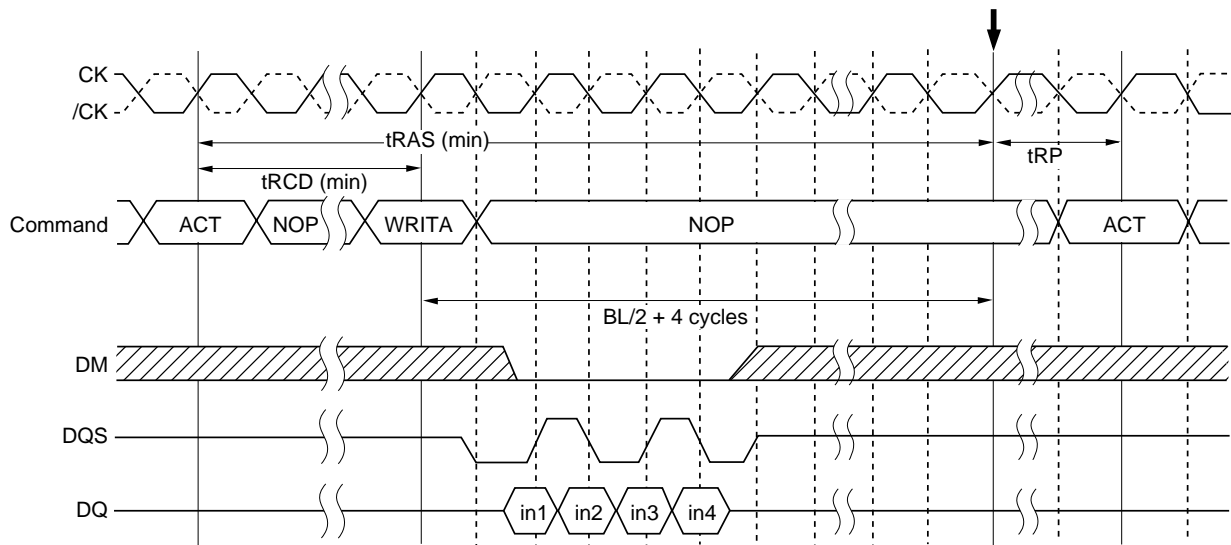 CK
/CK
tRAS (min)
tRP
tRCD (min)
Command ACT NOP WRITA NOP ACT
BL/2 + 4 cycles
DM
DQS
DQ in1 in2 in3 in4